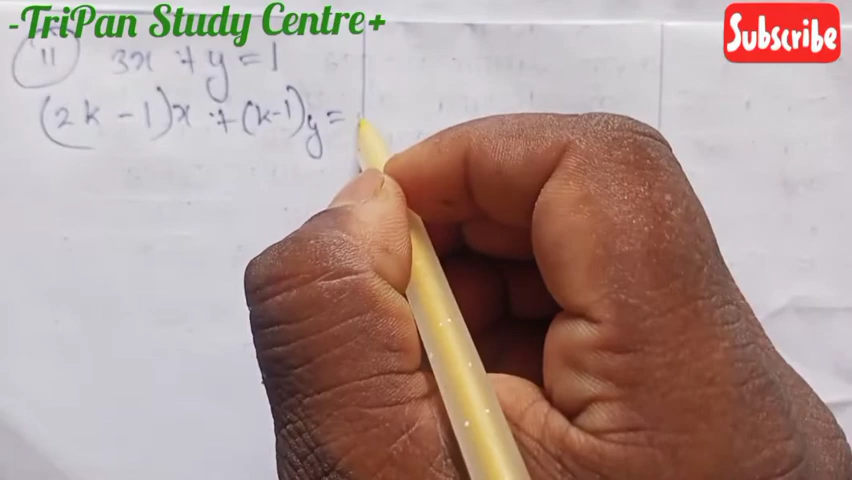 -TriPan Study Centre+
Subscribe
11 3x + y = 1
(2k - 1)x + (k-1)y =